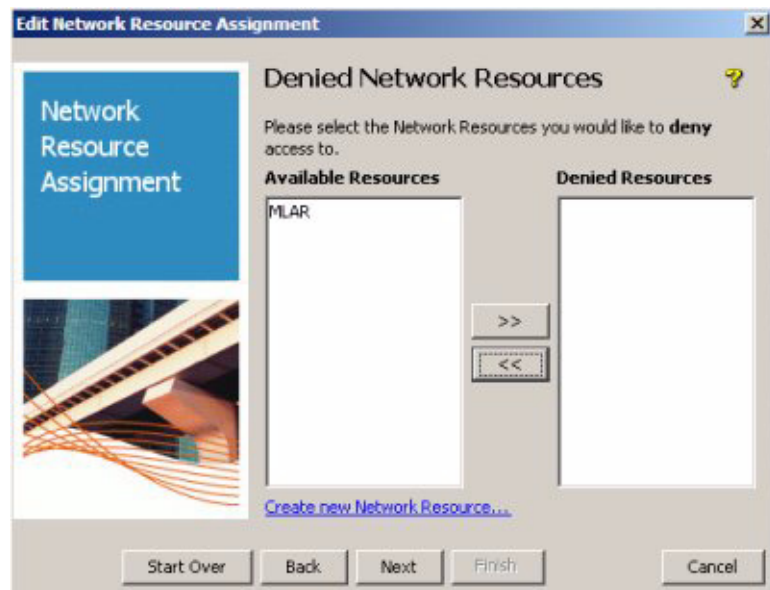 Edit Network Resource Assignment
Network
Resource
Assignment
Denied Network Resources
Please select the Network Resources you would like to deny
access to.
Available Resources
Denied Resources
MLAR
>>
<<
Create new Network Resource...
Start Over
Back
Next
Finish
Cancel